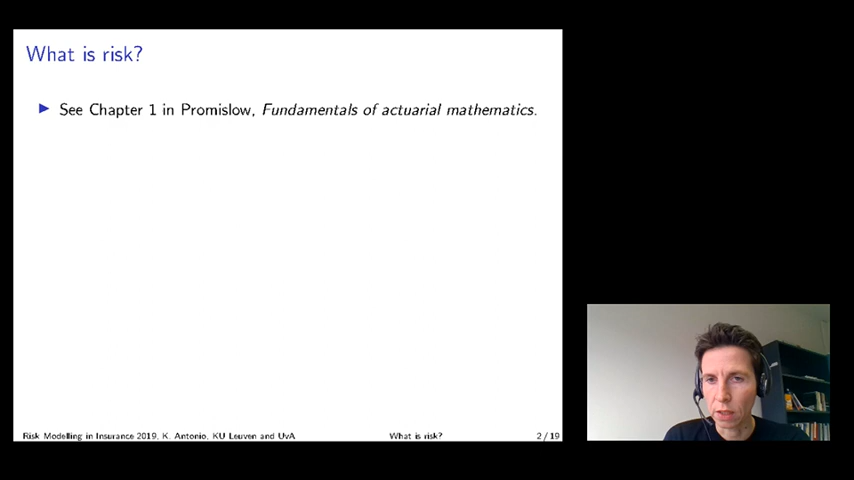 What is risk?
See Chapter 1 in Promislow, Fundamentals of actuarial mathematics.
Risk Modelling in Insurance 2019, K. Antonio, KU Leuven and UvA What is risk? 2 / 19